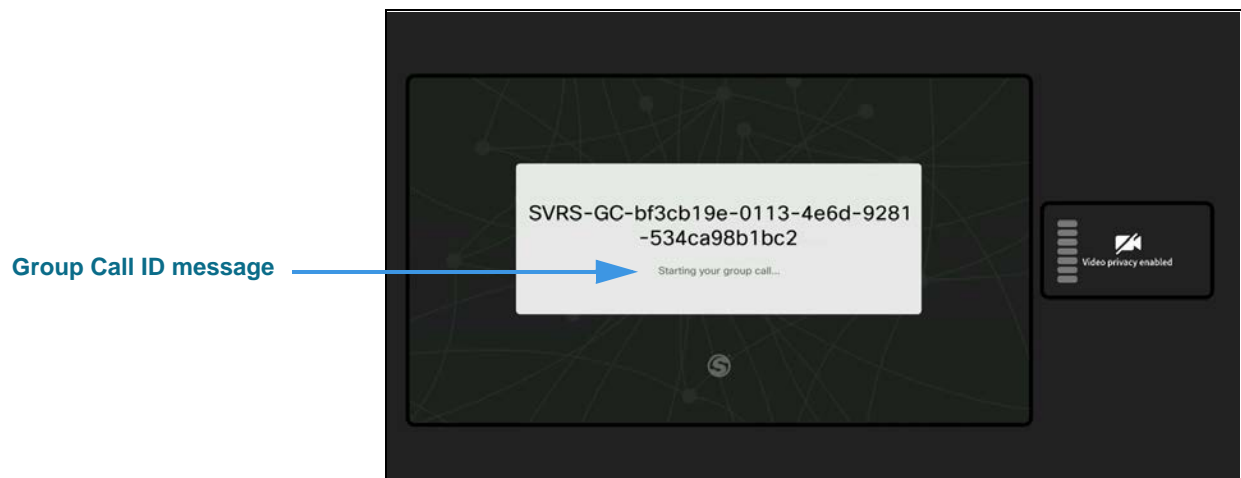 SVRS-GC-bf3cb19e-0113-4e6d-9281
-534ca98b1bc2
Group Call ID message
Starting your group call...
Video privacy enabled